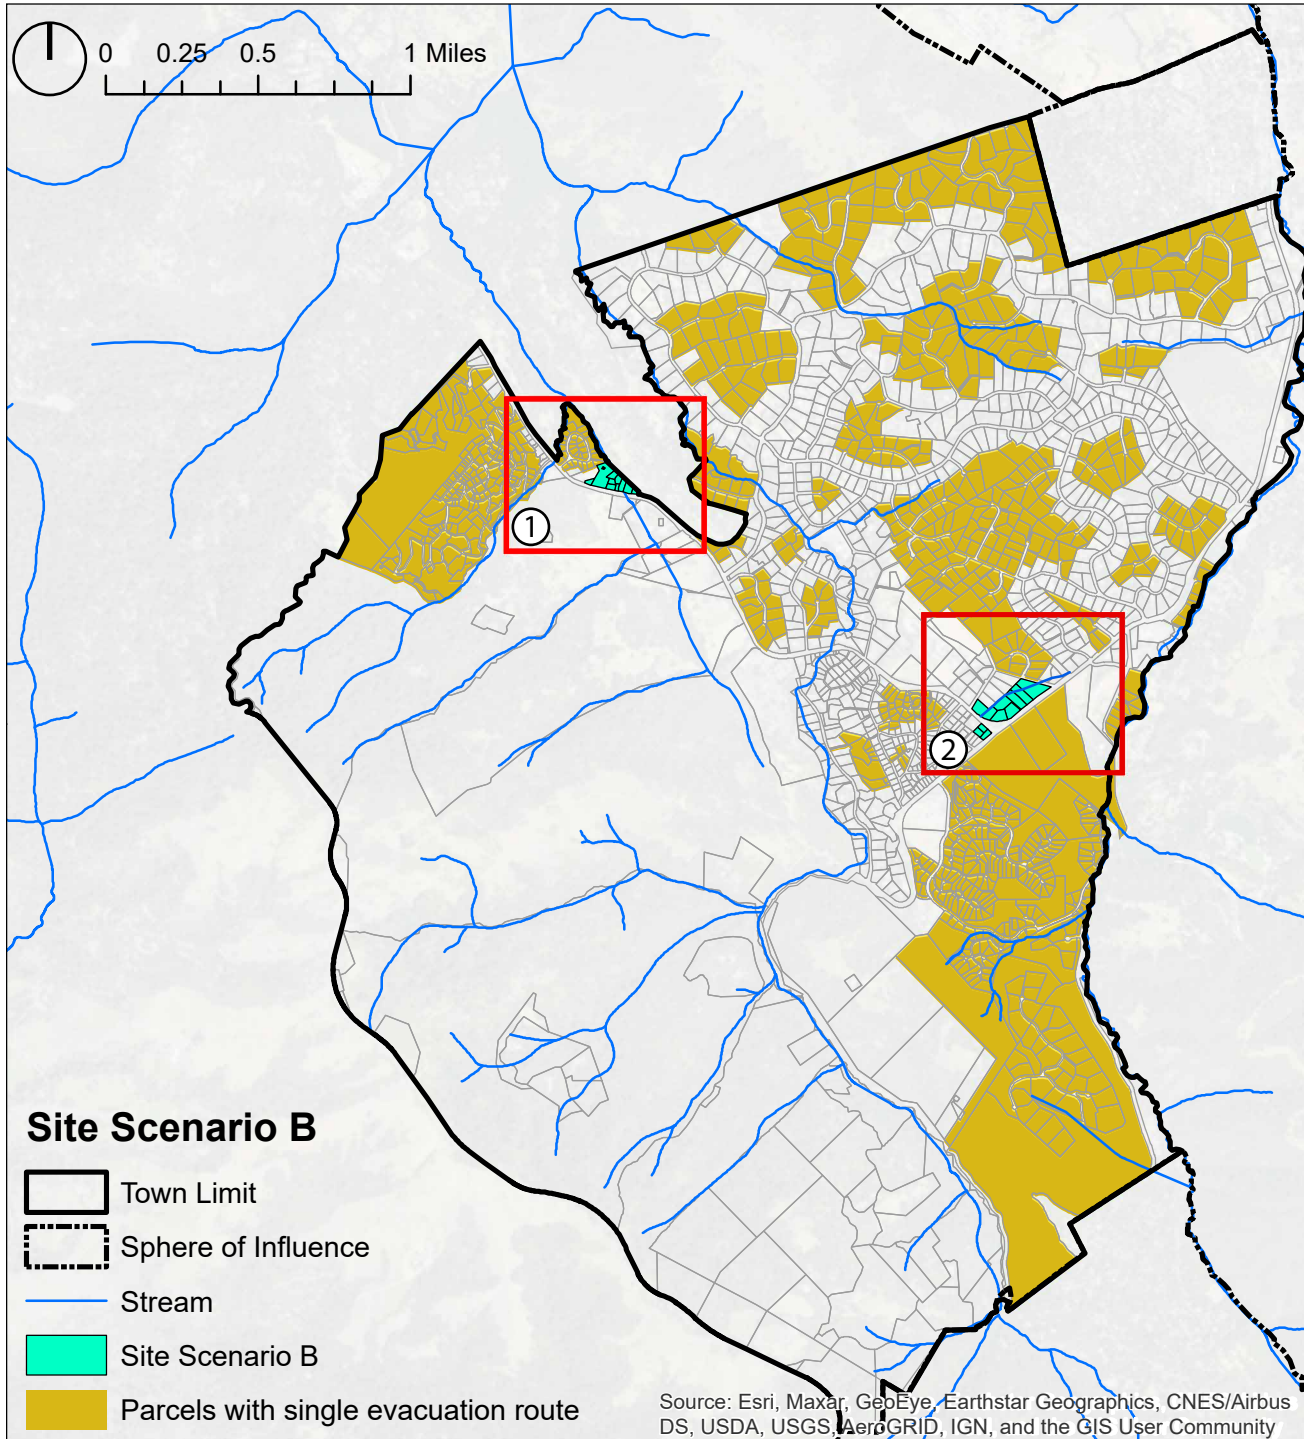 0 0.25 0.5 1 Miles
1
2
Site Scenario B
Town Limit
Sphere of Influence
Stream
Site Scenario B
Parcels with single evacuation route
Source: Esri, Maxar, GeoEye, Earthstar Geographics, CNES/Airbus
DS, USDA, USGS, AeroGRID, IGN, and the GIS User Community